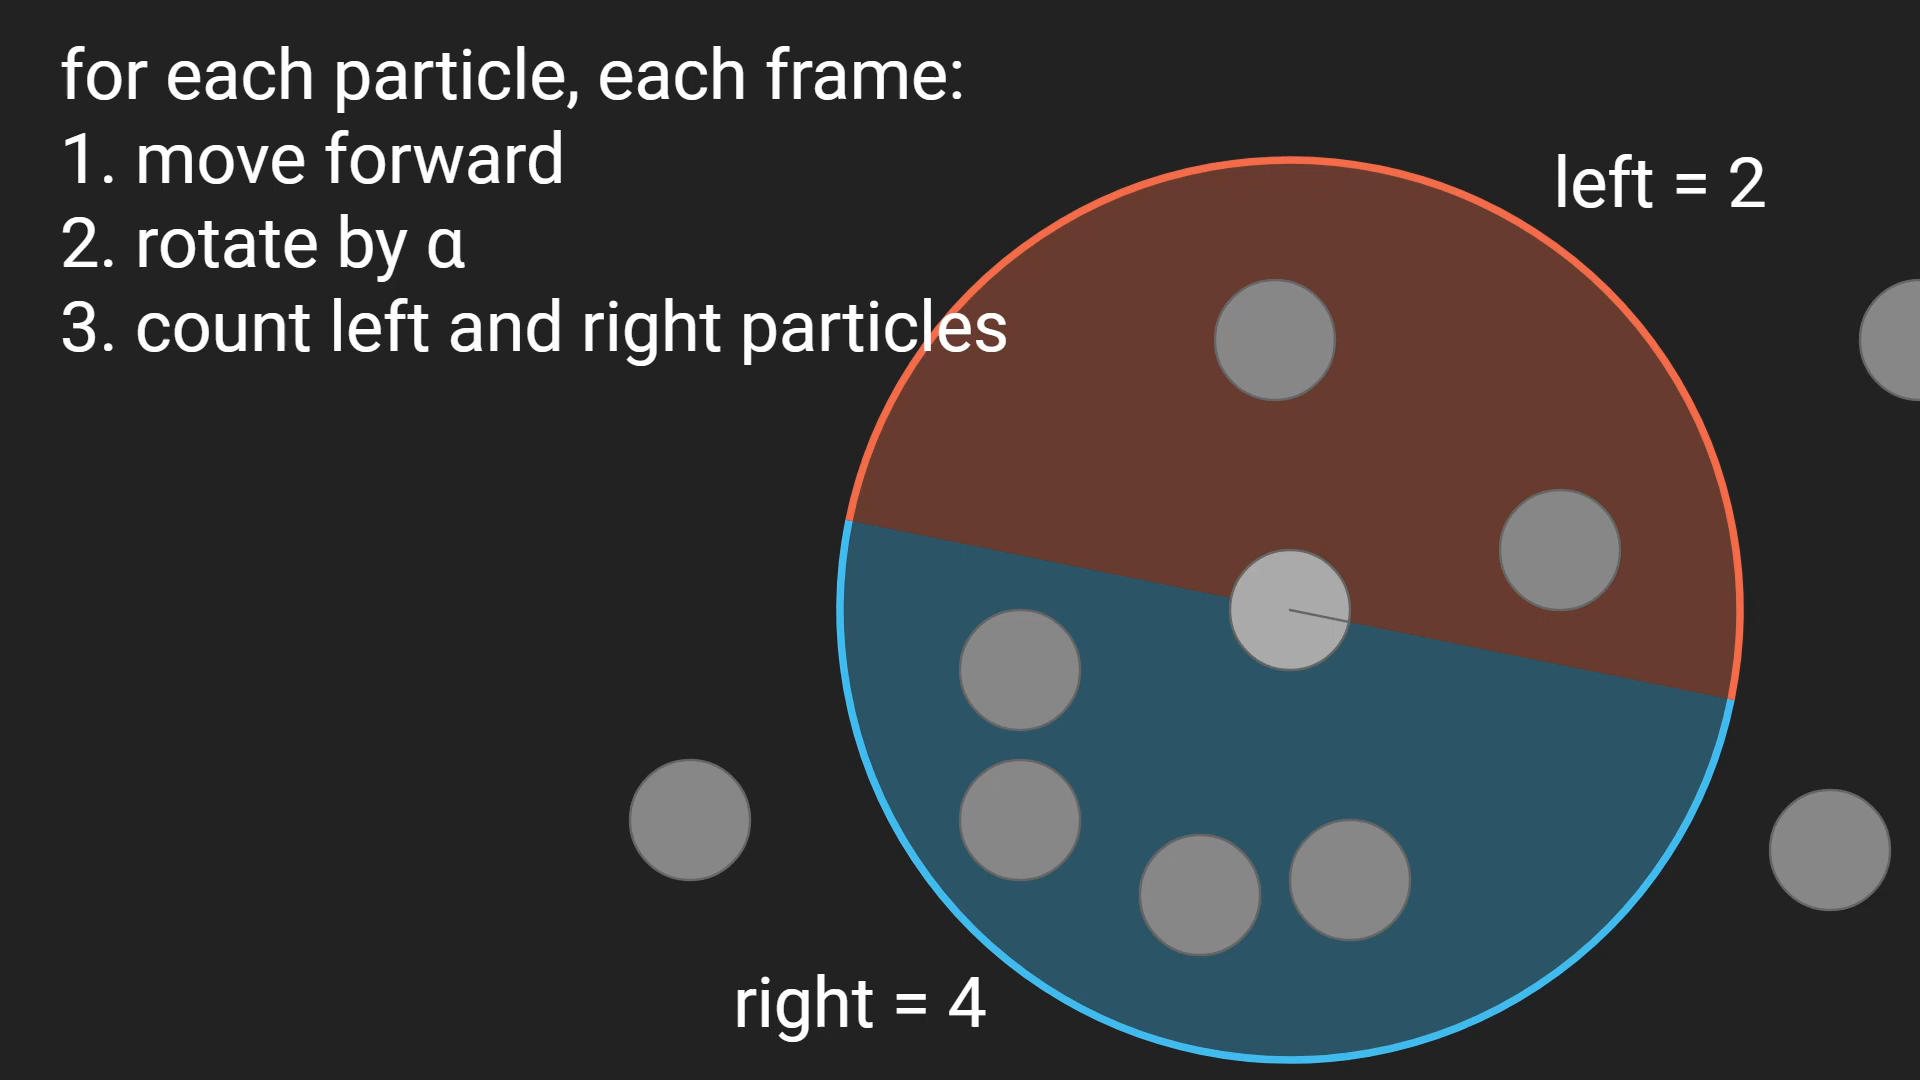 for each particle, each frame:
1. move forward
2. rotate by α
3. count left and right particles
left = 2
right = 4